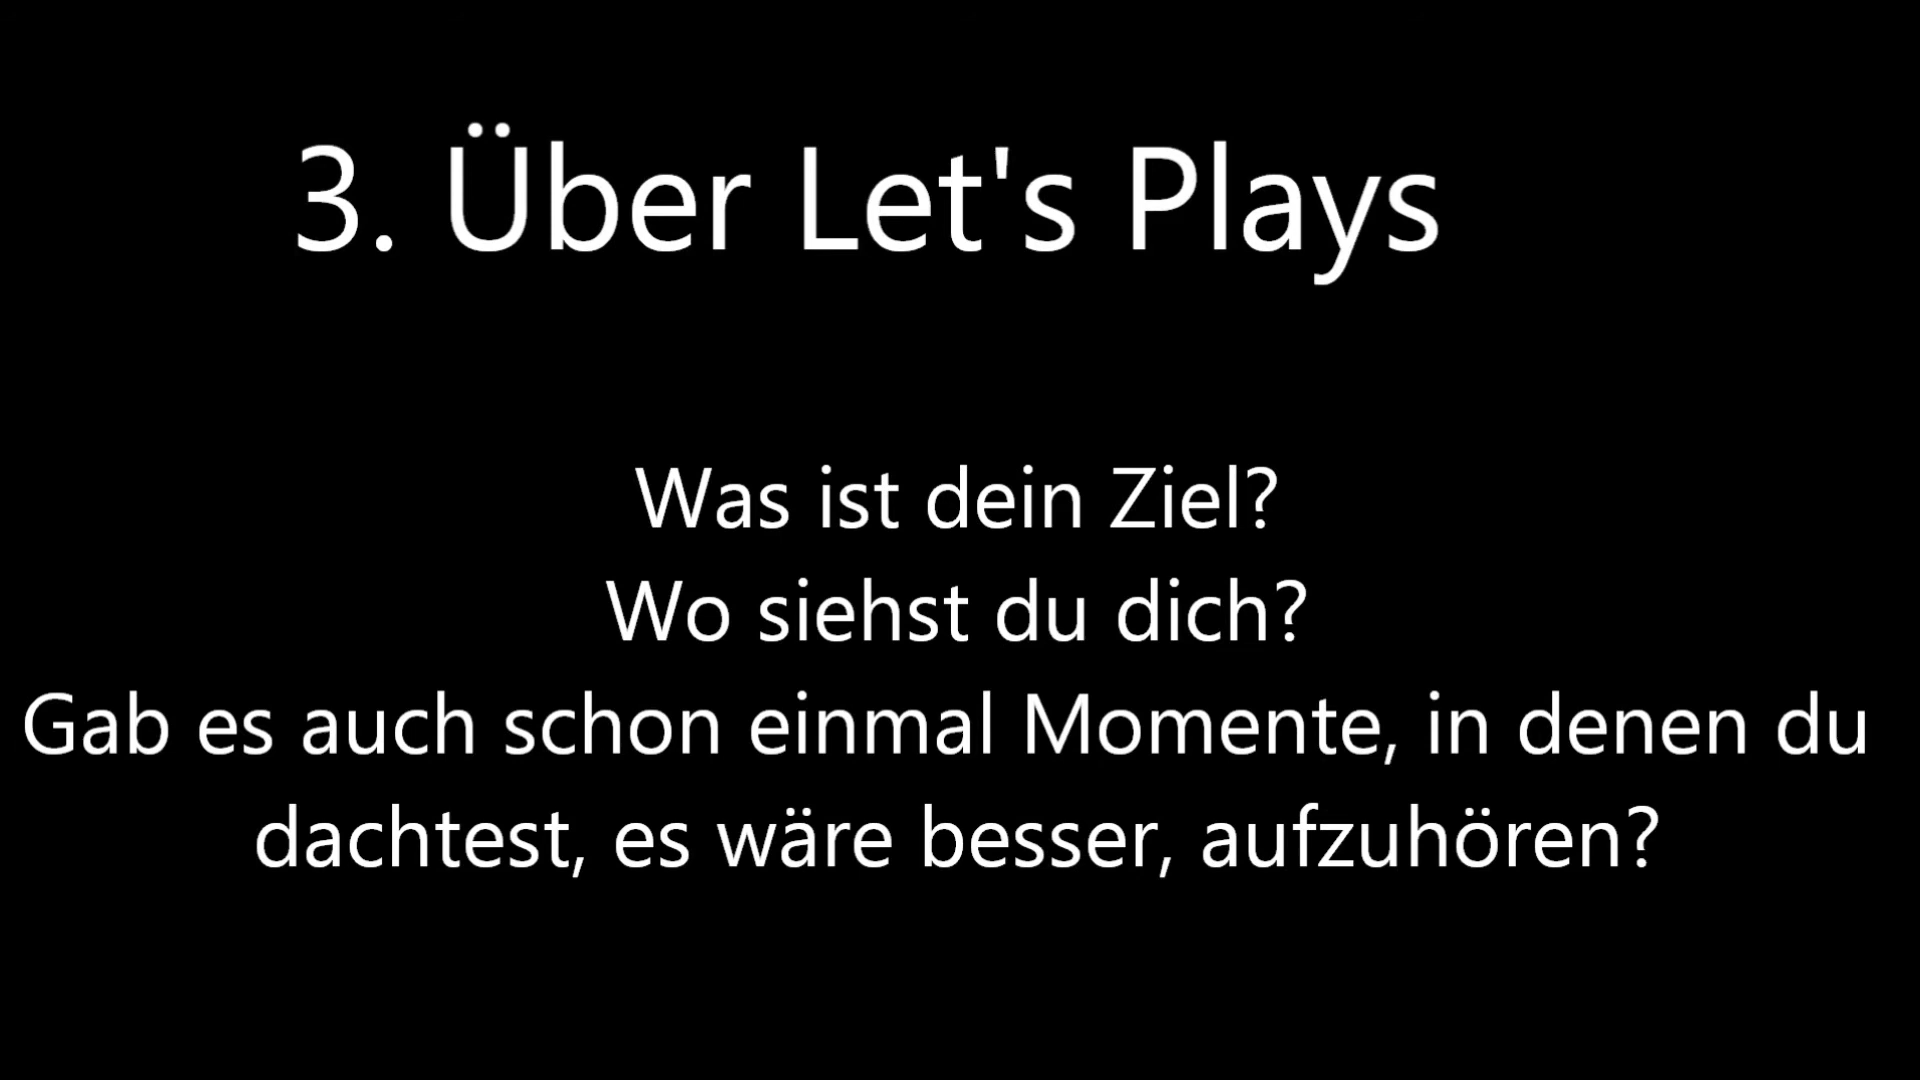 3. Über Let's Plays
Was ist dein Ziel?
Wo siehst du dich?
Gab es auch schon einmal Momente, in denen du
dachtest, es wäre besser, aufzuhören?